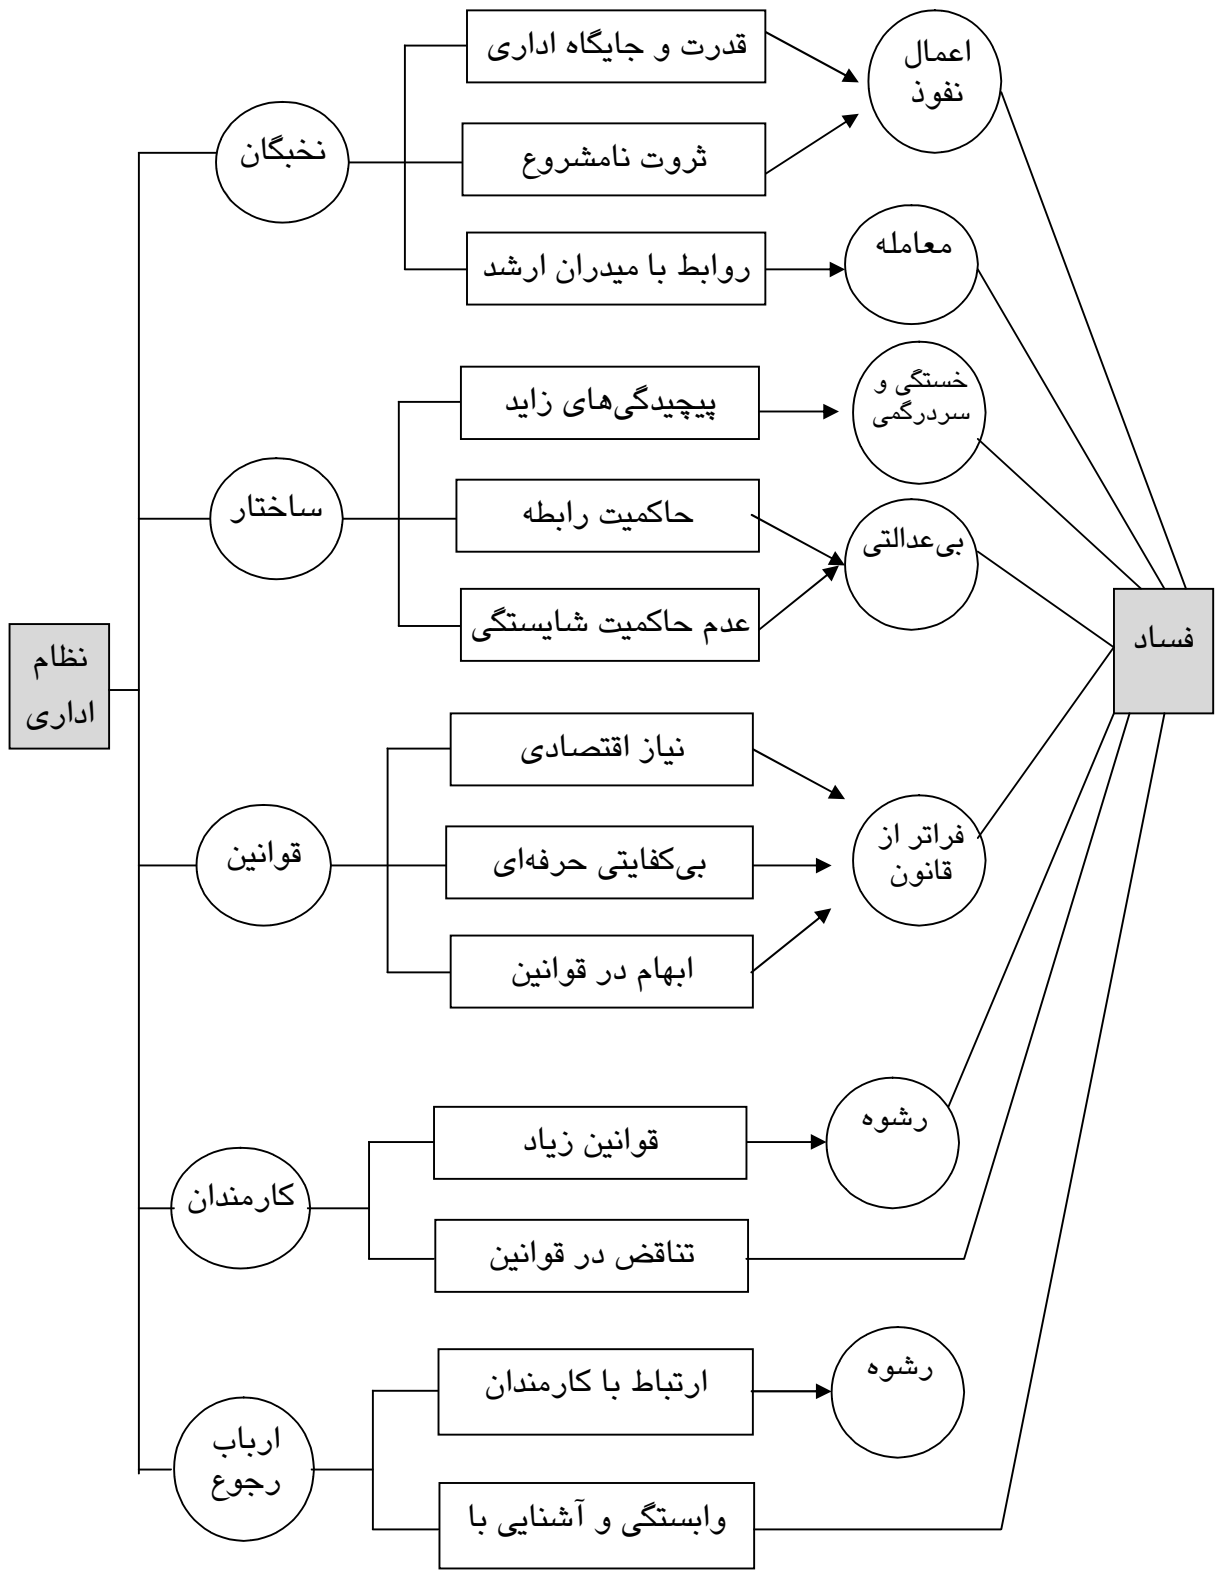 قدرت و جایگاه اداری
اعمال
نفوذ
نخبگان
ثروت نامشروع
روابط با میدران ارشد
معامله
پیچیدگی‌های زاید
خستگی و
سردرگمی
ساختار
حاکمیت رابطه
بی‌عدالتی
عدم حاکمیت شایستگی
فساد
نظام
اداری
نیاز اقتصادی
قوانین
بی‌کفایتی حرفه‌ای
فراتر از
قانون
ابهام در قوانین
قوانین زیاد
رشوه
کارمندان
تناقض در قوانین
ارتباط با کارمندان
رشوه
ارباب
رجوع
وابستگی و آشنایی با